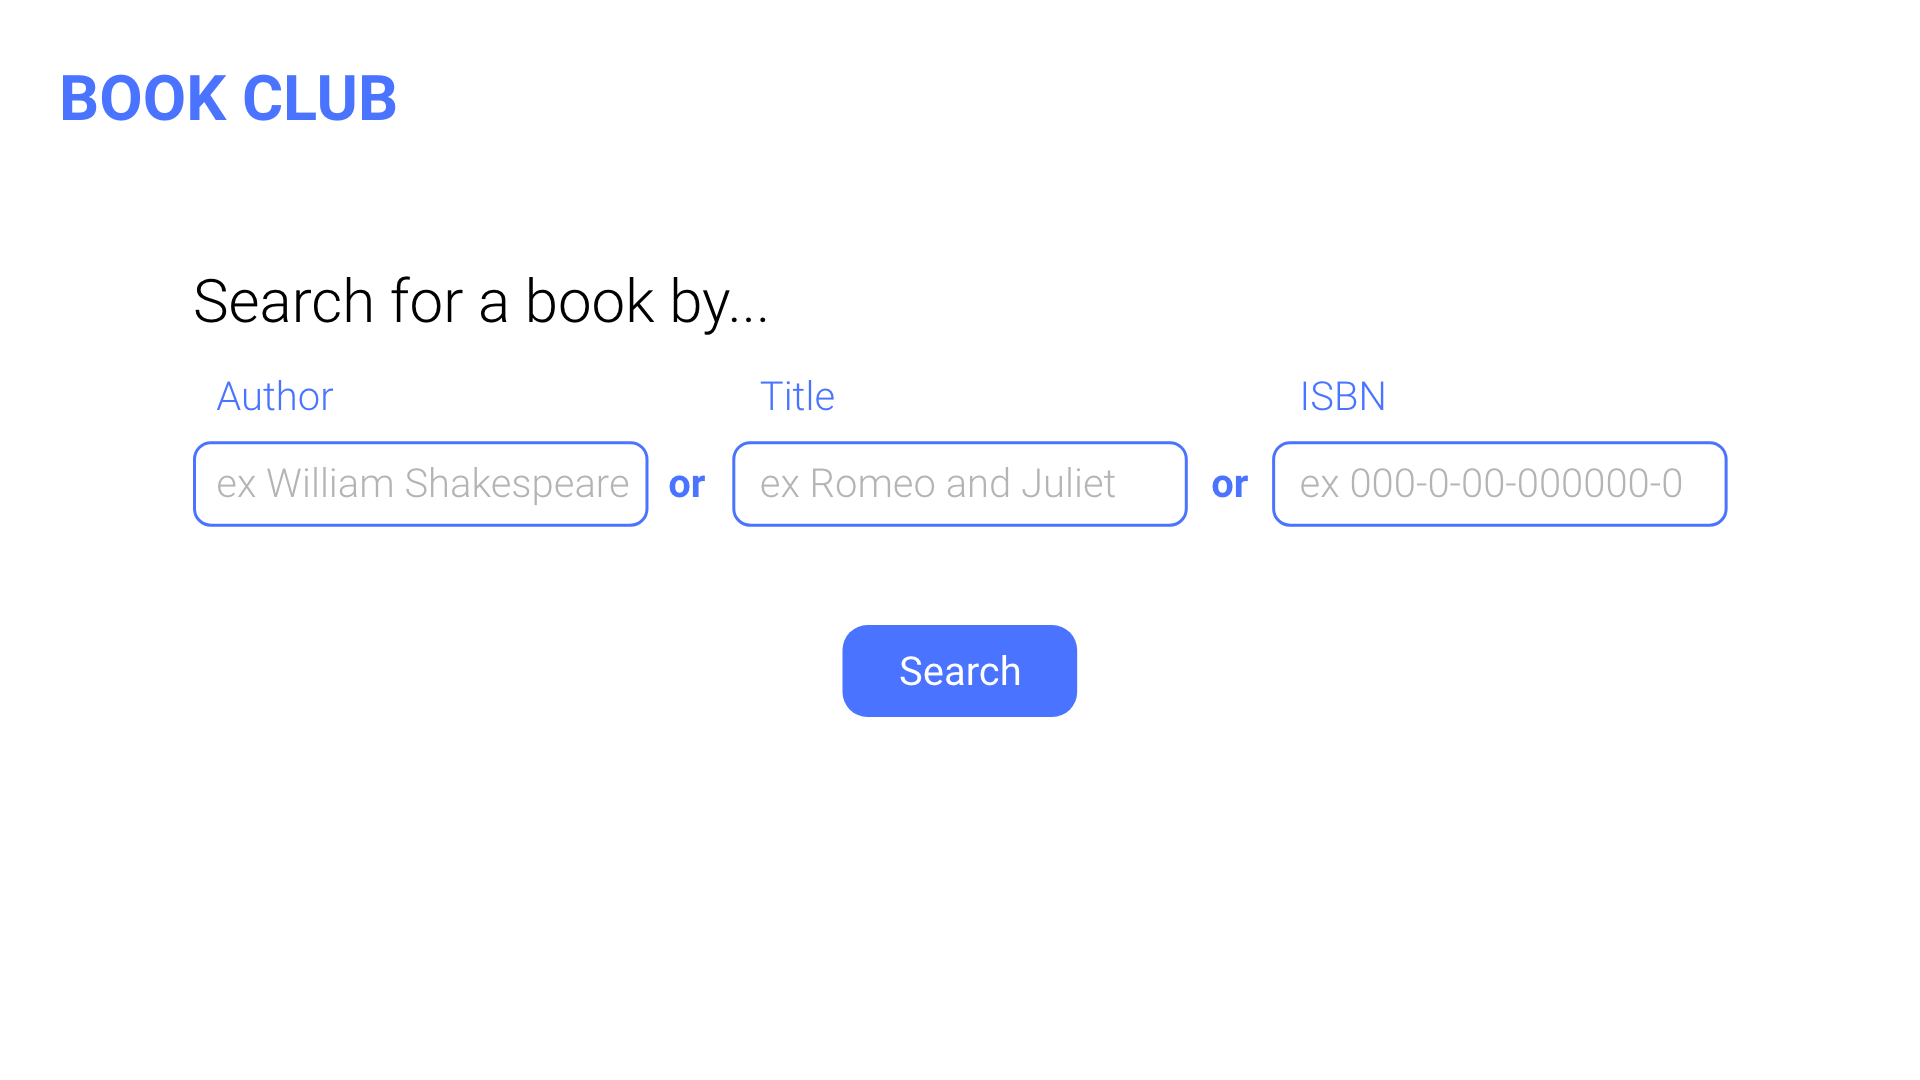 BOOK CLUB
Search for a book by...
Author Title ISBN
ex William Shakespeare or ex Romeo and Juliet or ex 000-0-00-000000-0
Search